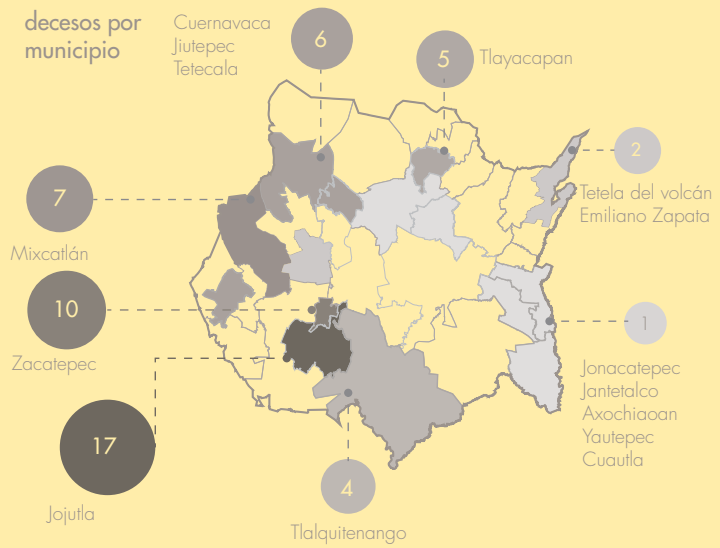 decesos por
municipio
Cuernavaca
Jiutepec
Tetecala
6
5
Tlayacapan
2
Tetela del volcán
Emiliano Zapata
7
Mixcatlán
10
Zacatepec
1
Jonacatepec
Jantetalco
Axochiaoan
Yautepec
Cuautla
17
Jojutla
4
Tlalquitenango